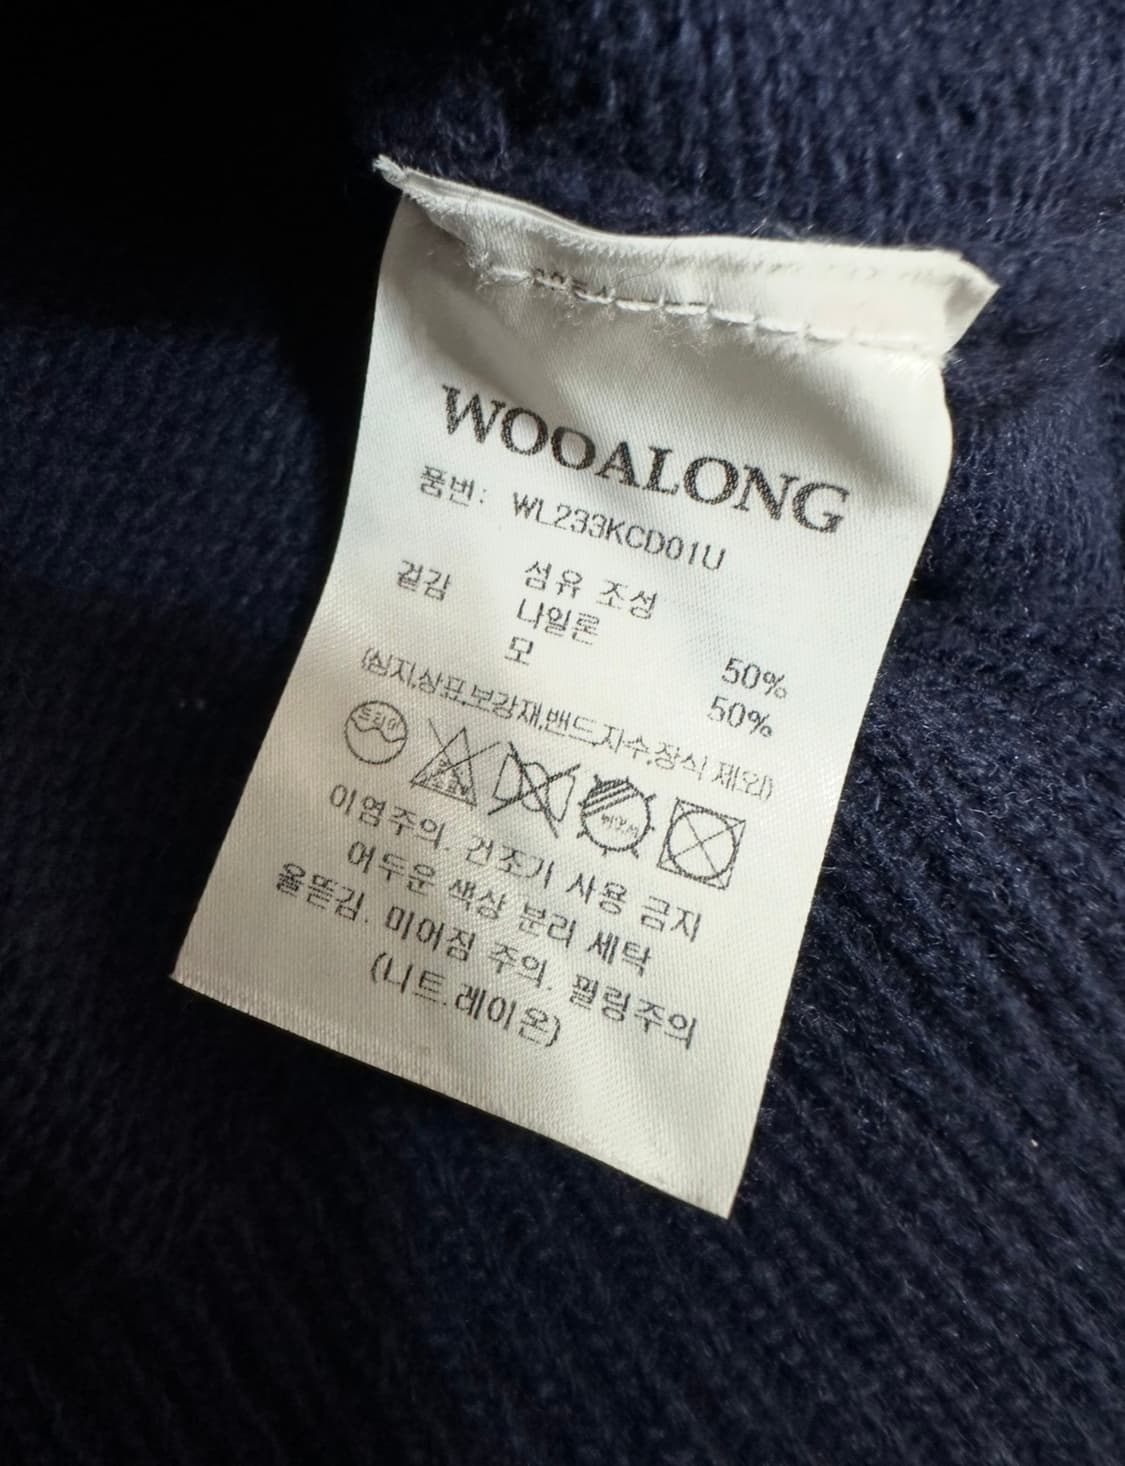 WOOALONG
품번: WL233KCD01U
섬유 조성
겉감 나일론 50%
모 50%
(심지,상표,보강재,밴드,자수,장식 제외)
드라이
이염주의. 건조기 사용 금지
어두운 색상 분리 세탁
올뜯김. 미어짐 주의. 필링주의
(니트.레이온)